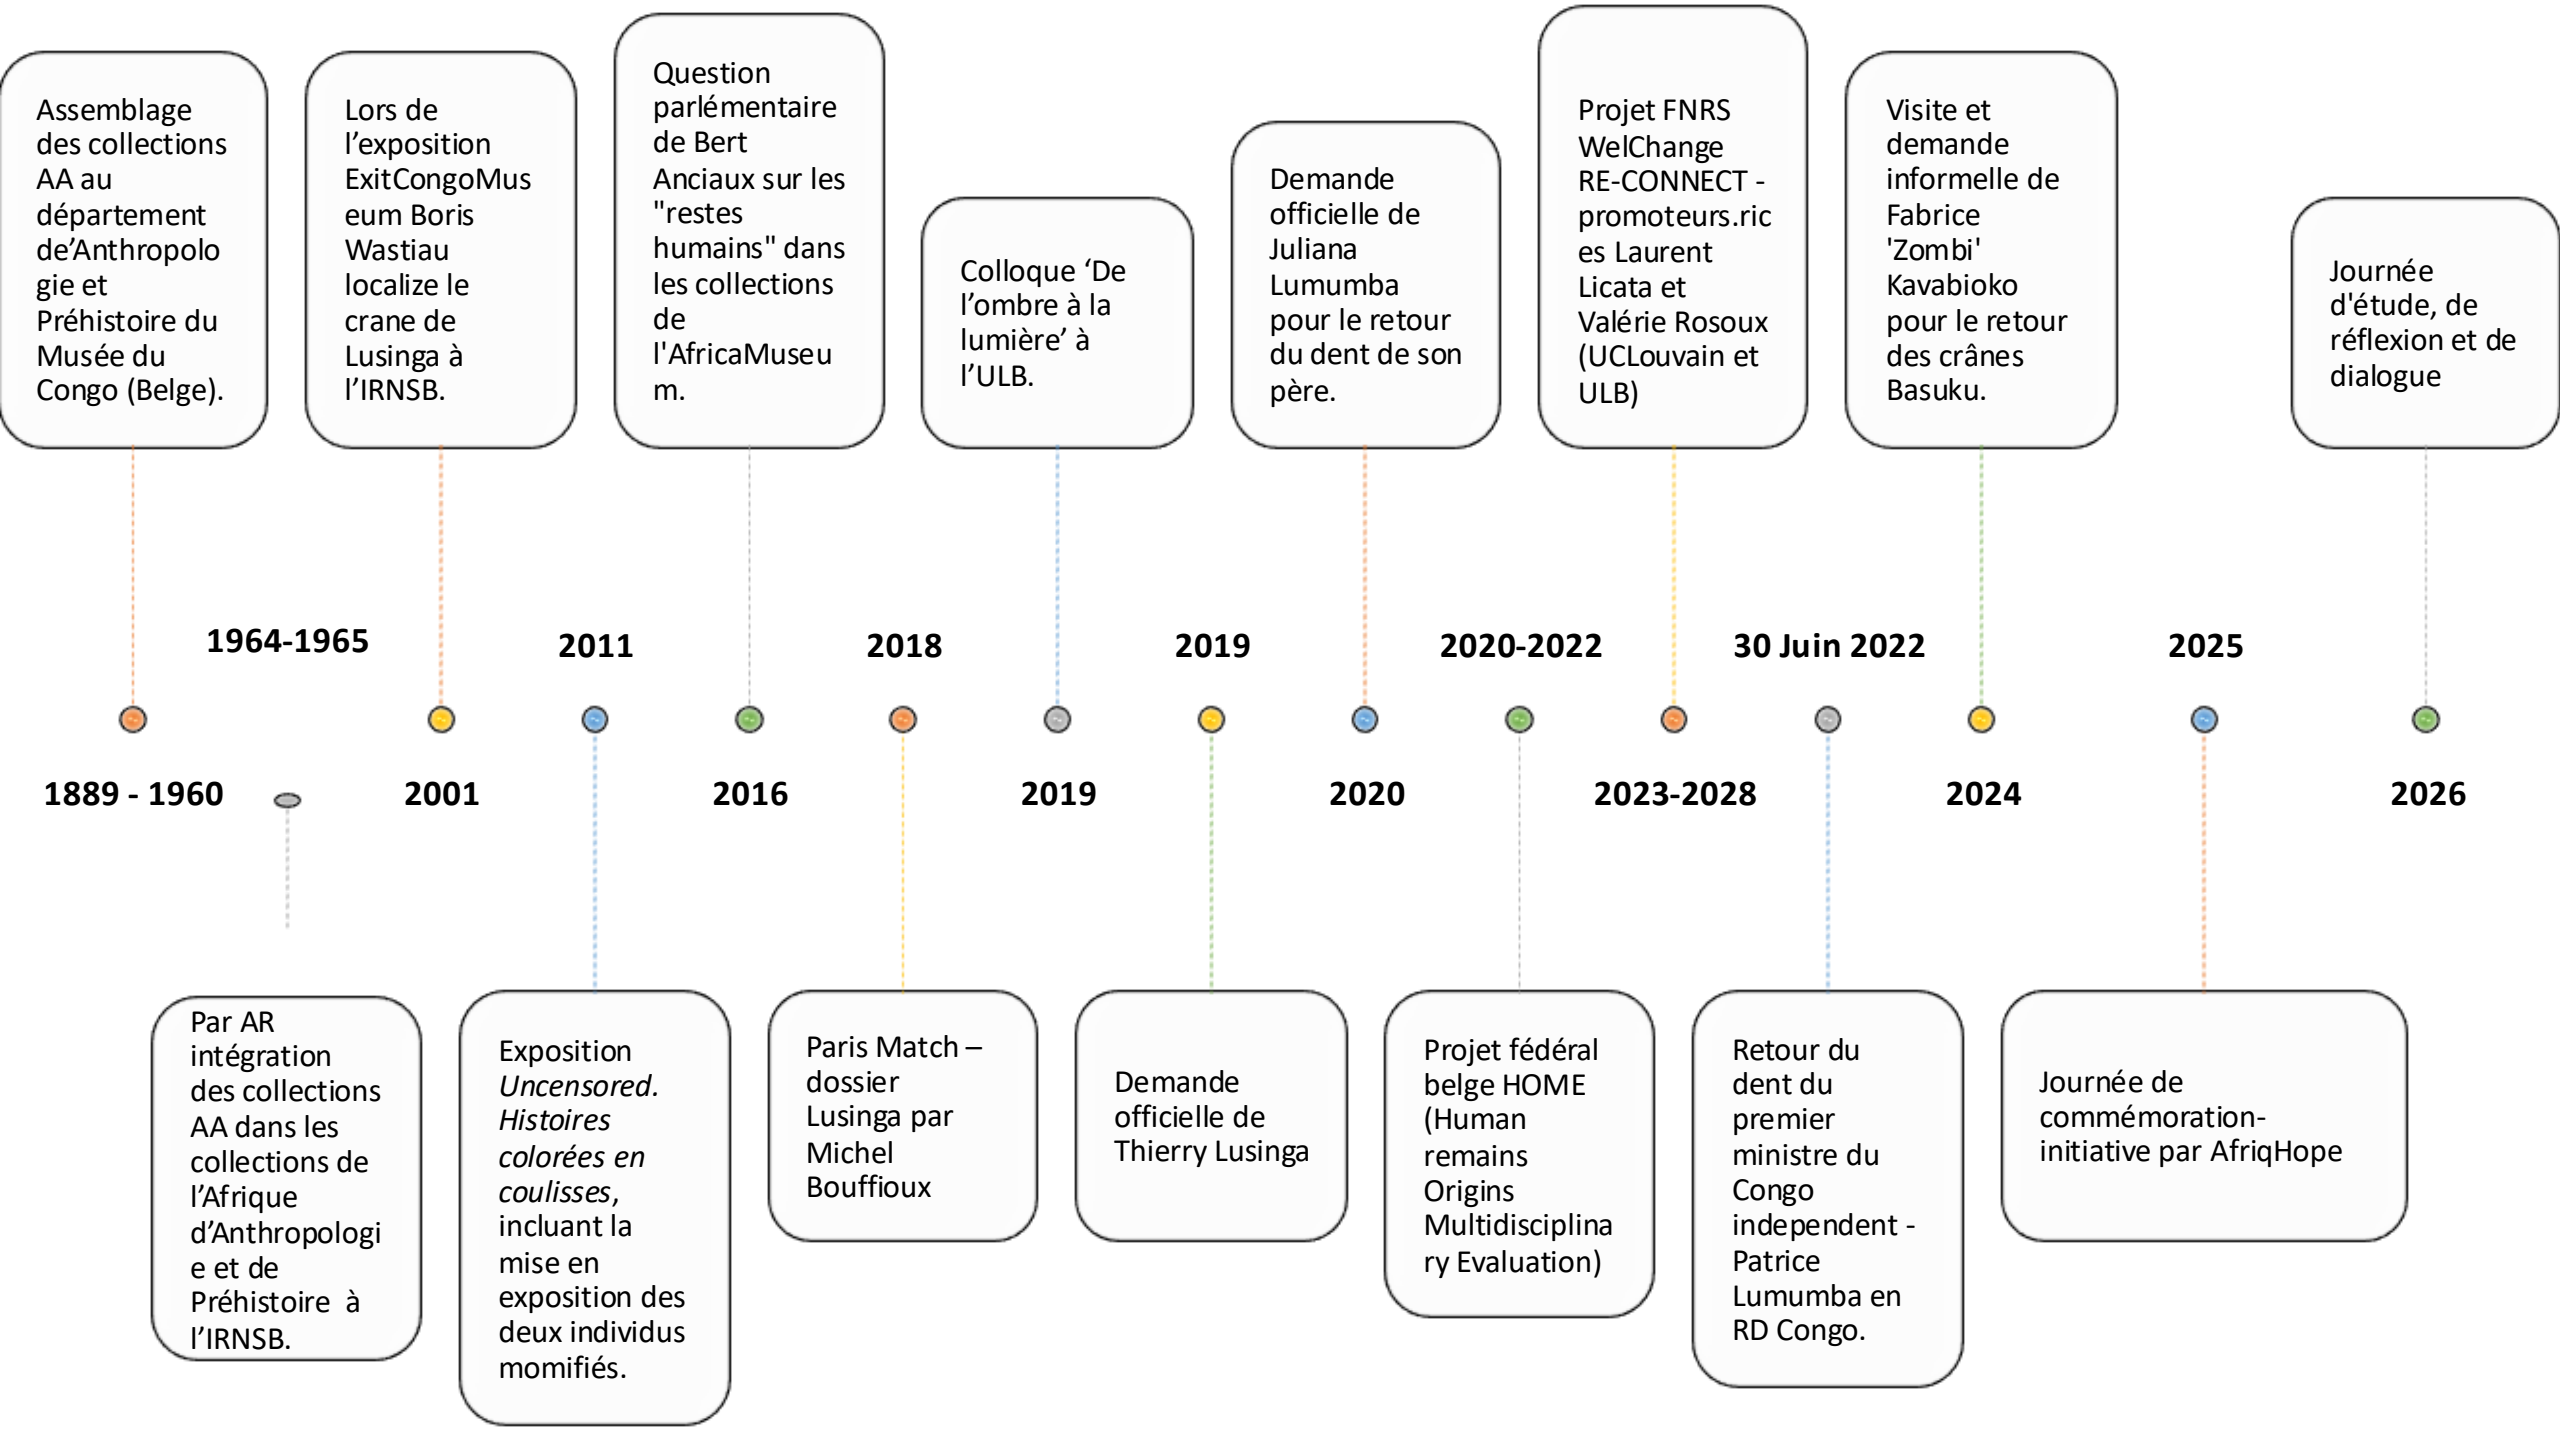 Assemblage
des collections
AA au
département
de’Anthropolo
gie et
Préhistoire du
Musée du
Congo (Belge).
Lors de
l’exposition
ExitCongoMus
eum Boris
Wastiau
localize le
crane de
Lusinga à
l’IRNSB.
Question
parlémentaire
de Bert
Anciaux sur les
"restes
humains" dans
les collections
de
l'AfricaMuseu
m.
Colloque ‘De
l’ombre à la
lumière’ à
l’ULB.
Demande
officielle de
Juliana
Lumumba
pour le retour
du dent de son
père.
Projet FNRS
WelChange
RE-CONNECT -
promoteurs.ric
es Laurent
Licata et
Valérie Rosoux
(UCLouvain et
ULB)
Visite et
demande
informelle de
Fabrice
'Zombi'
Kavabioko
pour le retour
des crânes
Basuku.
Journée
d'étude, de
réflexion et de
dialogue
1964-1965
2011
2018
2019
2020-2022
30 Juin 2022
2025
1889 - 1960
2001
2016
2019
2020
2023-2028
2024
2026
Par AR
intégration
des collections
AA dans les
collections de
l’Afrique
d’Anthropologi
e et de
Préhistoire à
l’IRNSB.
Exposition
Uncensored.
Histoires
colorées en
coulisses,
incluant la
mise en
exposition des
deux individus
momifiés.
Paris Match –
dossier
Lusinga par
Michel
Bouffioux
Demande
officielle de
Thierry Lusinga
Projet fédéral
belge HOME
(Human
remains
Origins
Multidisciplina
ry Evaluation)
Retour du
dent du
premier
ministre du
Congo
independent -
Patrice
Lumumba en
RD Congo.
Journée de
commémoration-
initiative par AfriqHope